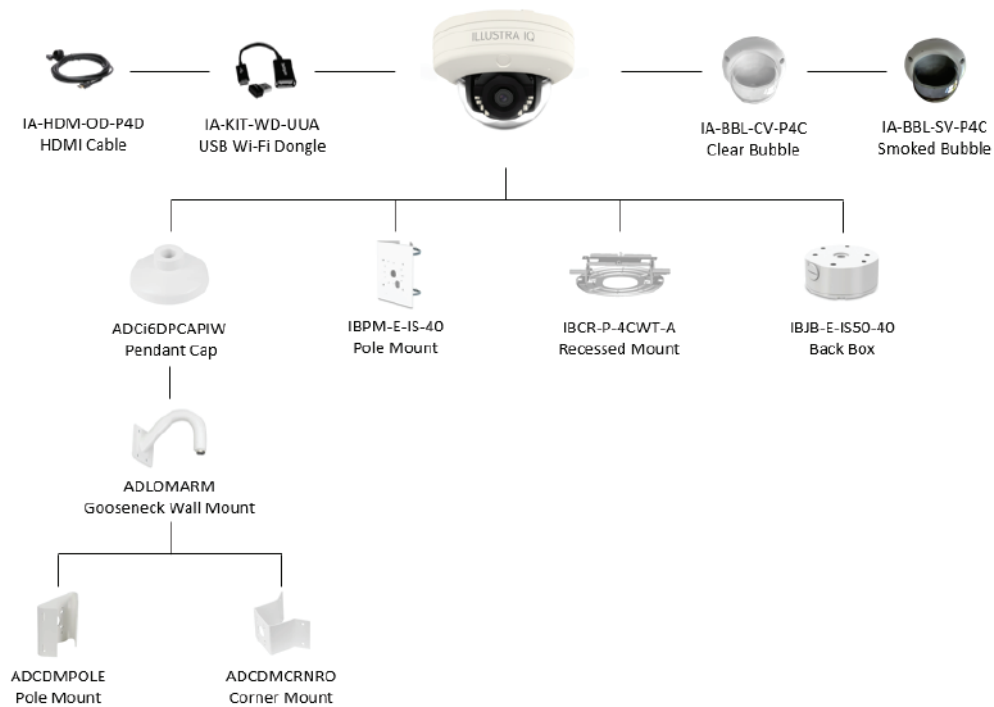 ILLUSTRA IQ
IA-HDM-OD-P4D
HDMI Cable
IA-KIT-WD-UUA
USB Wi-Fi Dongle
IA-BBL-CV-P4C
Clear Bubble
IA-BBL-SV-P4C
Smoked Bubble
ADCi6DPCAPIW
Pendant Cap
IBPM-E-IS-40
Pole Mount
IBCR-P-4CWT-A
Recessed Mount
IBJB-E-IS50-40
Back Box
ADLOMARM
Gooseneck Wall Mount
ADCDMPOLE
Pole Mount
ADCDMCRNRO
Corner Mount